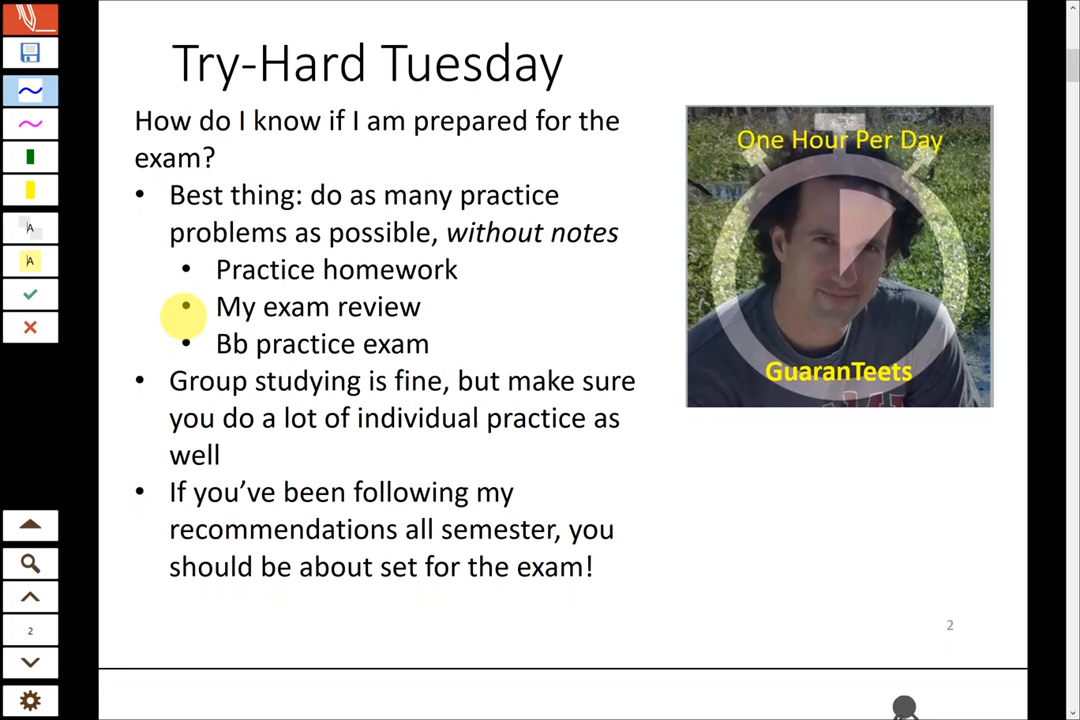 Try-Hard Tuesday
How do I know if I am prepared for the
exam?
• Best thing: do as many practice
problems as possible, without notes
• Practice homework
• My exam review
• Bb practice exam
• Group studying is fine, but make sure
you do a lot of individual practice as
well
• If you’ve been following my
recommendations all semester, you
should be about set for the exam!
One Hour Per Day
GuaranTeets
2
A
A
2